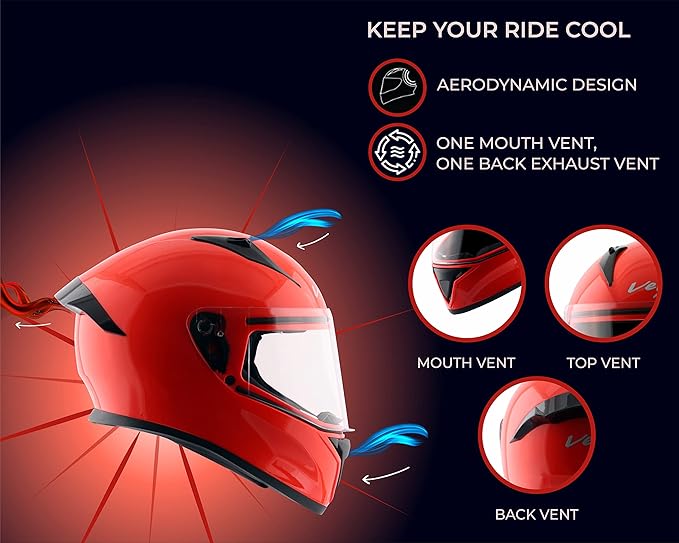 KEEP YOUR RIDE COOL
AERODYNAMIC DESIGN
ONE MOUTH VENT,
ONE BACK EXHAUST VENT
MOUTH VENT
TOP VENT
BACK VENT